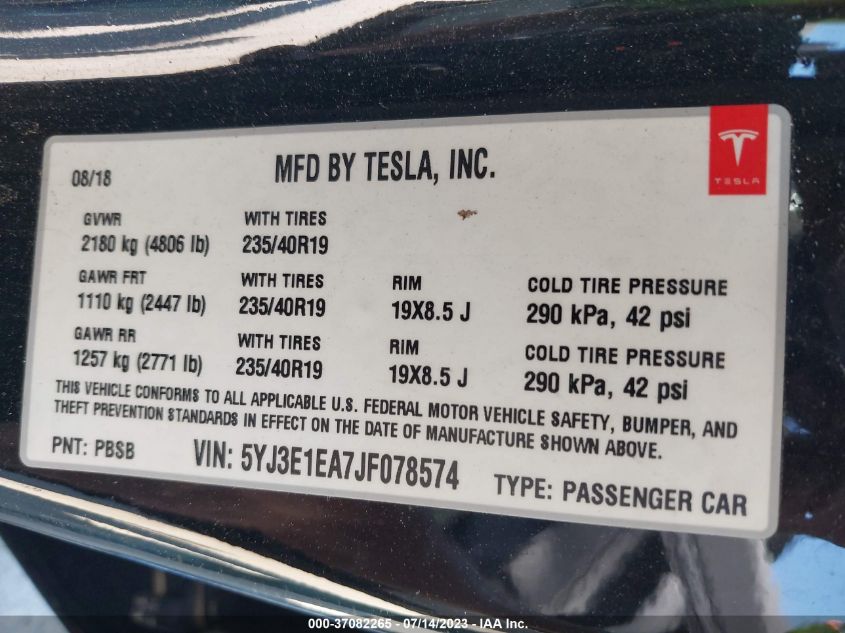 08/18 MFD BY TESLA, INC.
TESLA
GVWR WITH TIRES
2180 kg (4806 lb) 235/40R19
GAWR FRT WITH TIRES RIM COLD TIRE PRESSURE
1110 kg (2447 lb) 235/40R19 19X8.5 J 290 kPa, 42 psi
GAWR RR WITH TIRES RIM COLD TIRE PRESSURE
1257 kg (2771 lb) 235/40R19 19X8.5 J 290 kPa, 42 psi
THIS VEHICLE CONFORMS TO ALL APPLICABLE U.S. FEDERAL MOTOR VEHICLE SAFETY, BUMPER, AND
THEFT PREVENTION STANDARDS IN EFFECT ON THE DATE OF MANUFACTURE SHOWN ABOVE.
PNT: PBSB VIN: 5YJ3E1EA7JF078574 TYPE: PASSENGER CAR
000-37082265 - 07/14/2023 - IAA Inc.